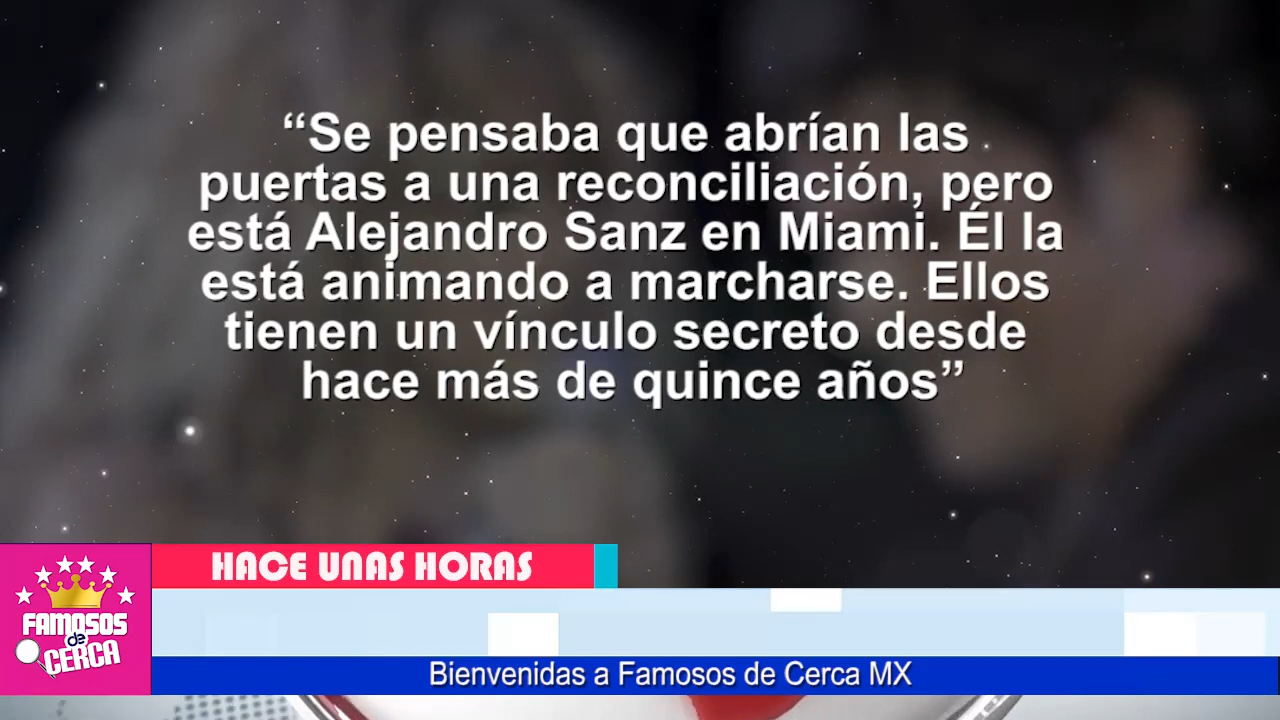 “Se pensaba que abrían las
puertas a una reconciliación, pero
está Alejandro Sanz en Miami. Él la
está animando a marcharse. Ellos
tienen un vínculo secreto desde
hace más de quince años”
HACE UNAS HORAS
FAMOSOS
de
CERCA
Bienvenidas a Famosos de Cerca MX